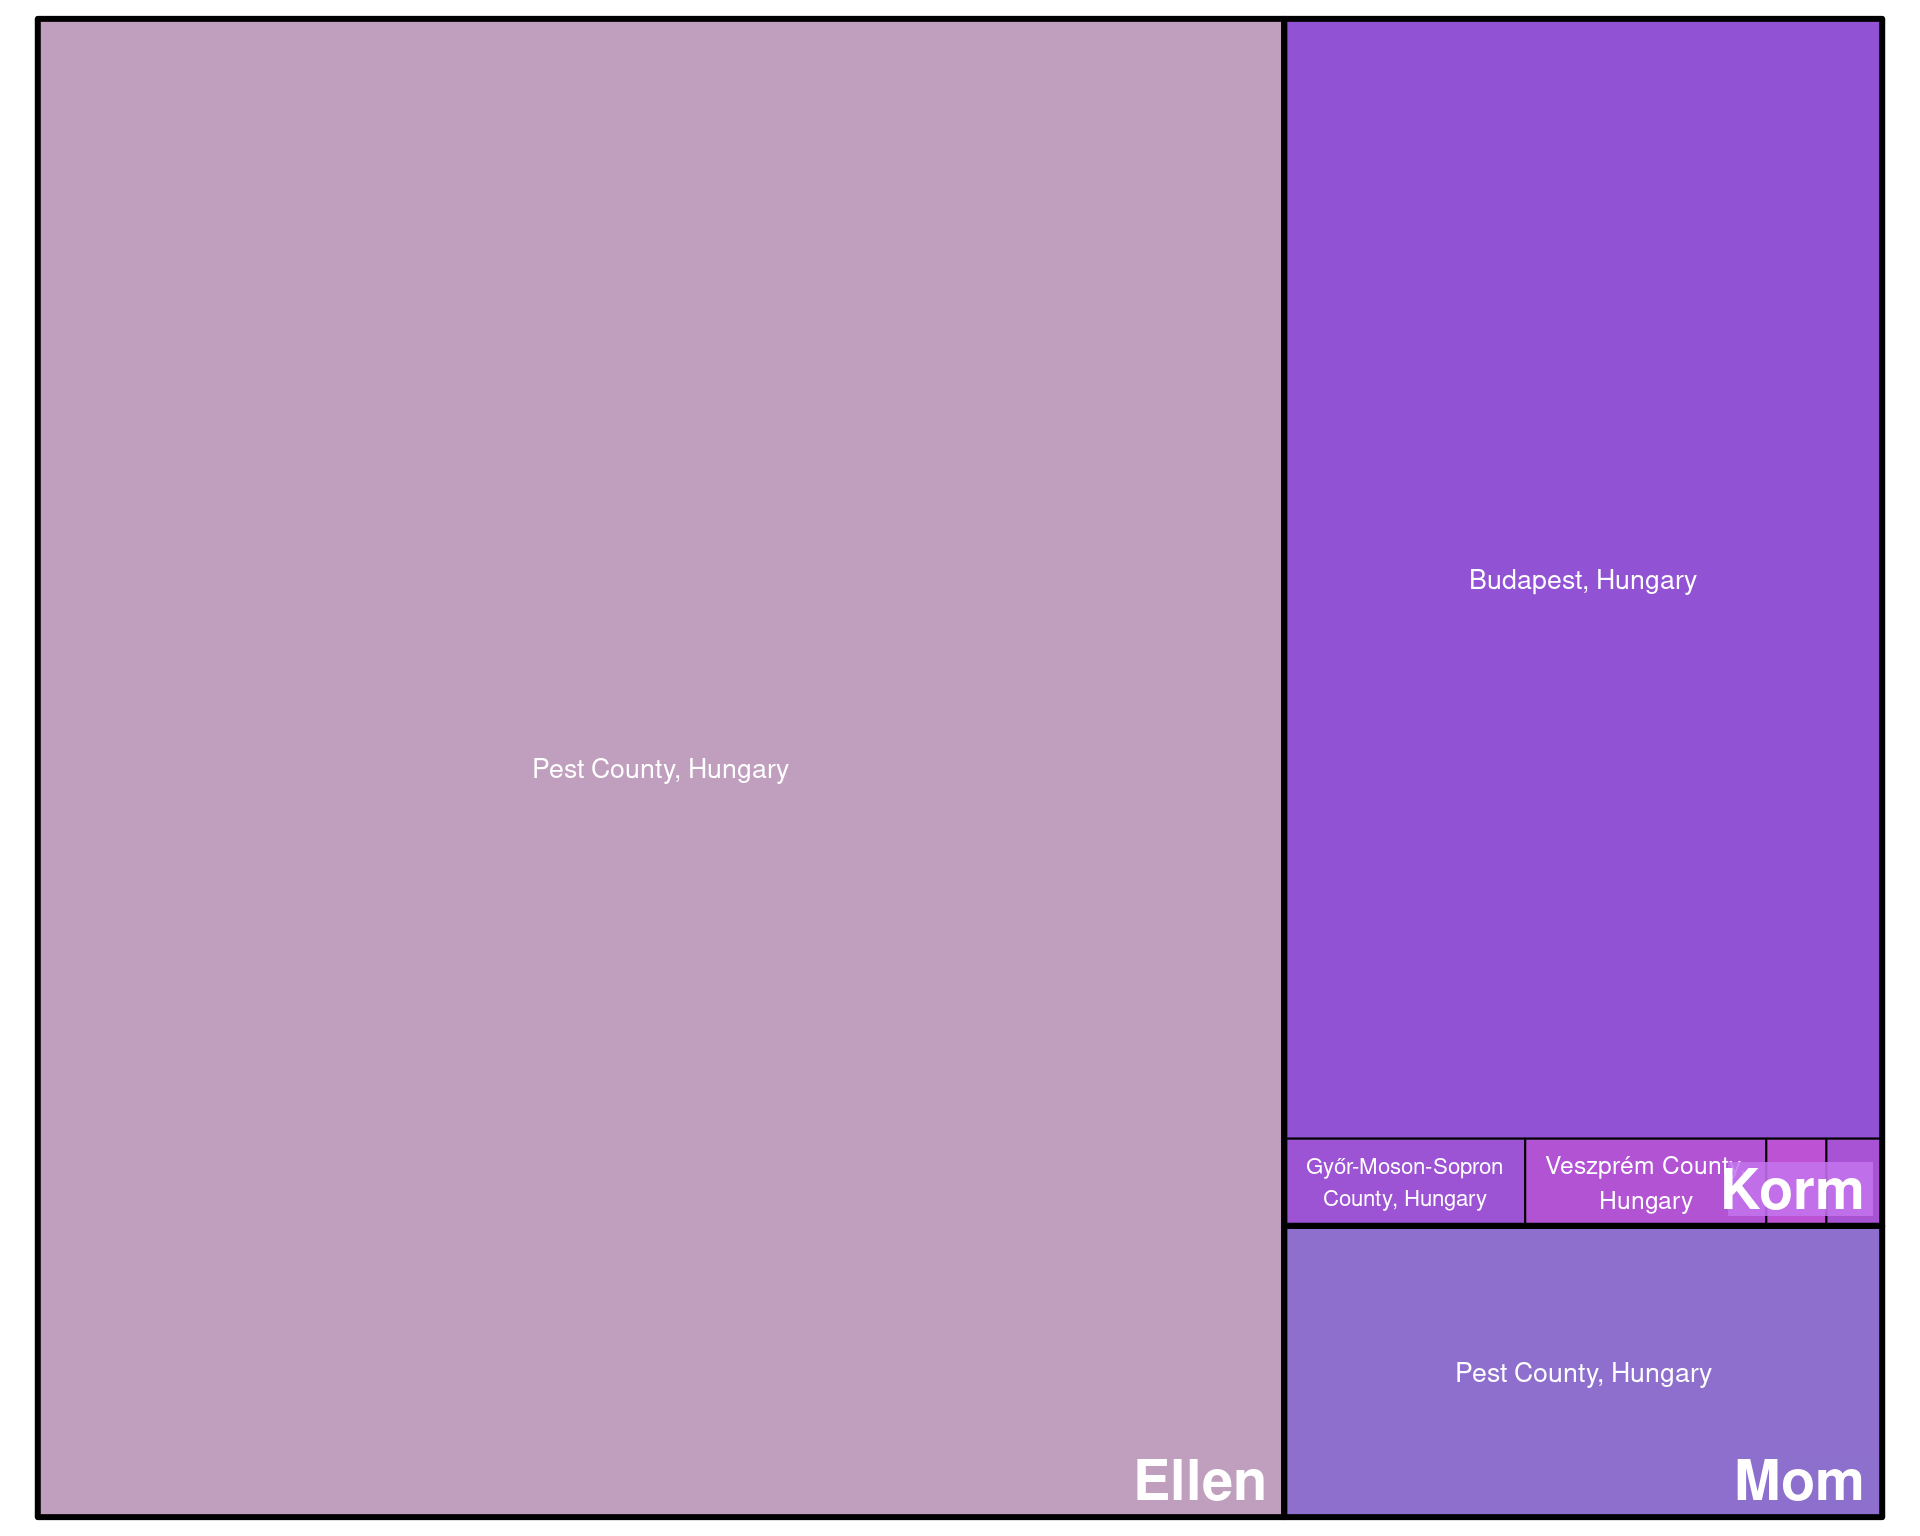 Budapest, Hungary
Pest County, Hungary
Győr-Moson-Sopron
County, Hungary
Veszprém County
Hungary
Korm
Pest County, Hungary
Ellen
Mom